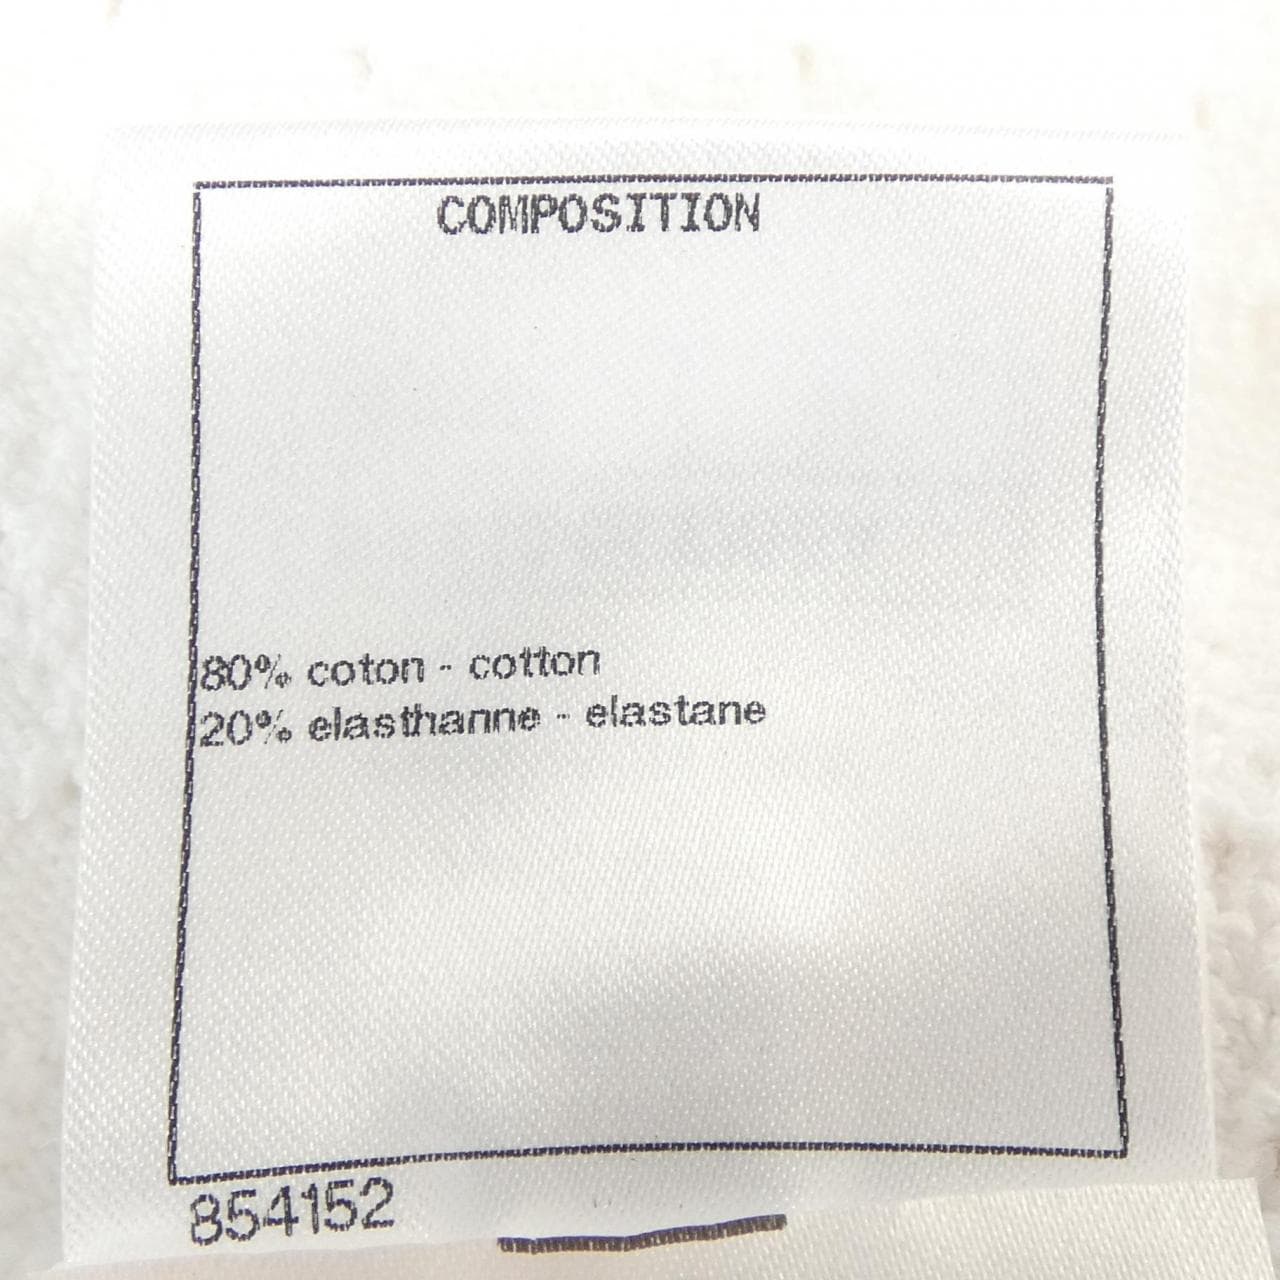 COMPOSITION
80% coton - cotton
20% elasthanne - elastane
854152